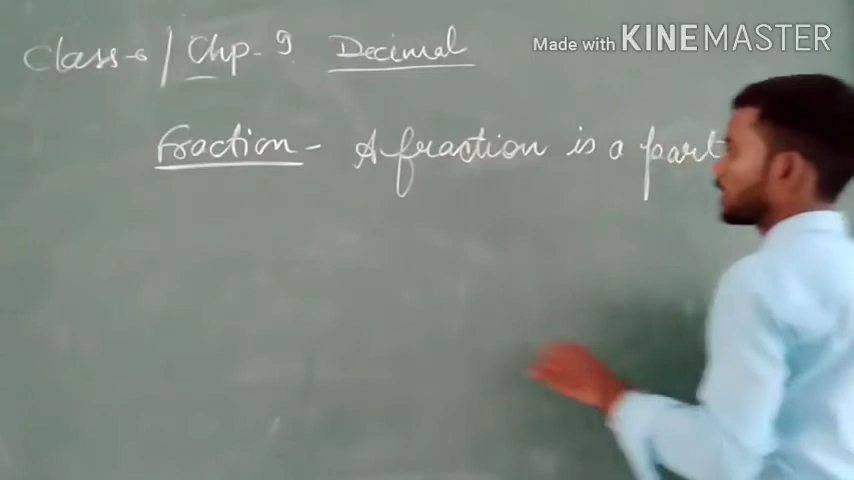 Class-6 / Chp-9 Decimal
Made with KINEMASTER
Fraction - A fraction is a part